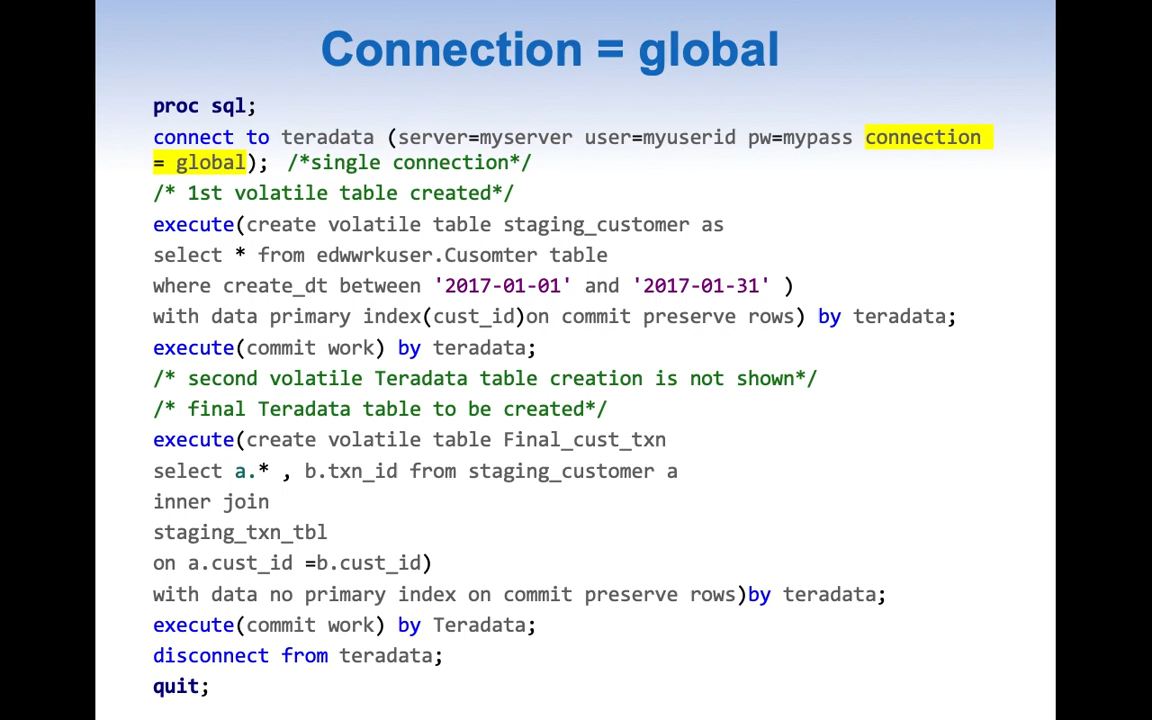 Connection = global
proc sql;
connect to teradata (server=myserver user=myuserid pw=mypass connection
= global); /*single connection*/
/* 1st volatile table created*/
execute(create volatile table staging_customer as
select * from edwwrkuser.Cusomter table
where create_dt between '2017-01-01' and '2017-01-31' )
with data primary index(cust_id)on commit preserve rows) by teradata;
execute(commit work) by teradata;
/* second volatile Teradata table creation is not shown*/
/* final Teradata table to be created*/
execute(create volatile table Final_cust_txn
select a.* , b.txn_id from staging_customer a
inner join
staging_txn_tbl
on a.cust_id =b.cust_id)
with data no primary index on commit preserve rows)by teradata;
execute(commit work) by Teradata;
disconnect from teradata;
quit;